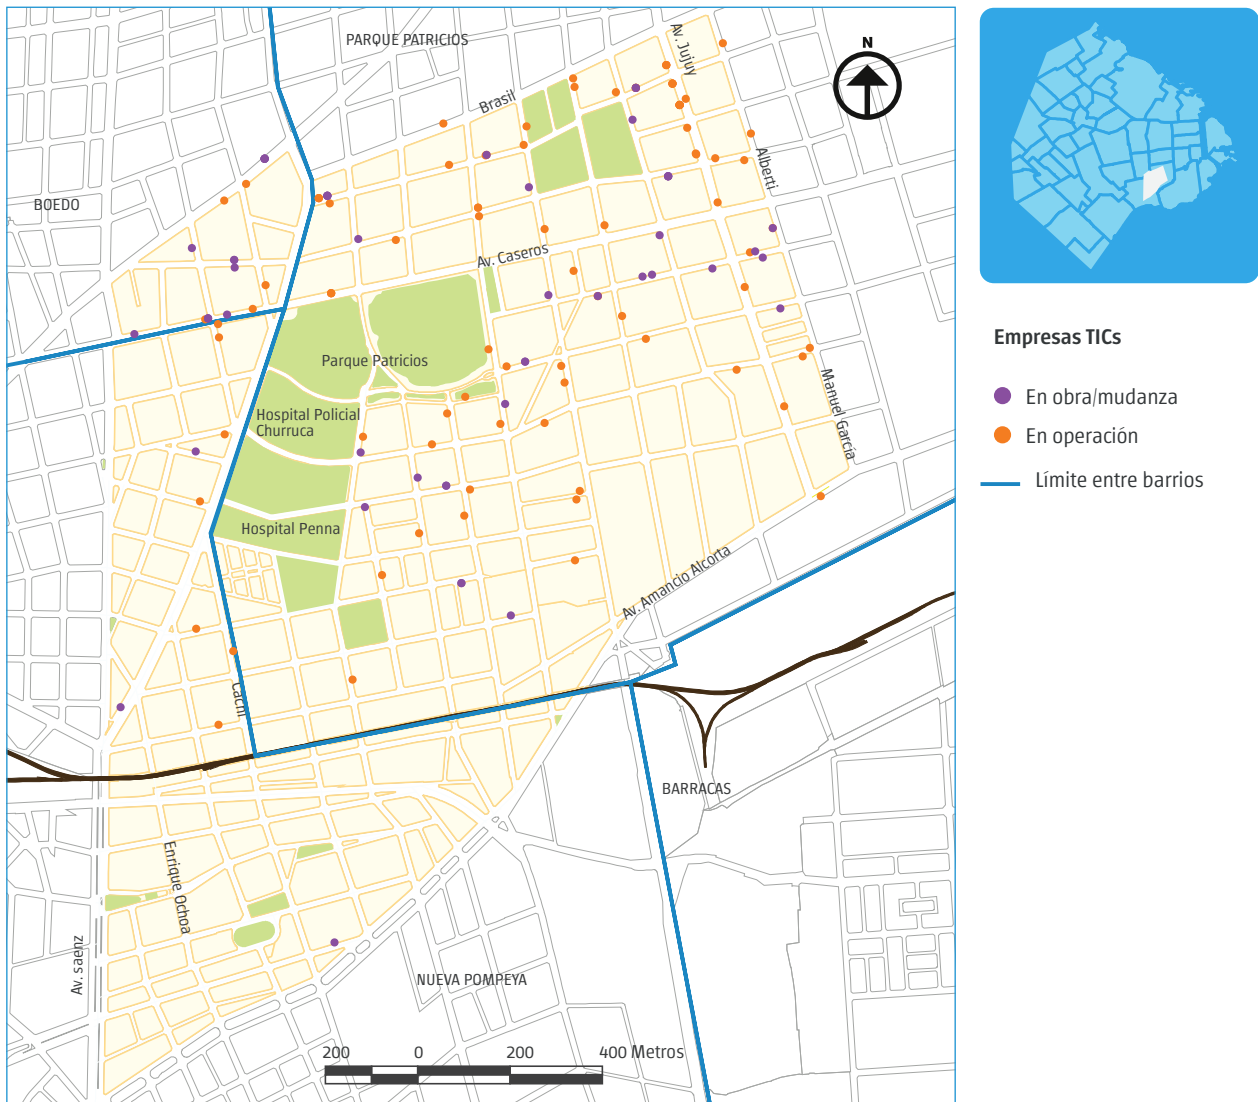 PARQUE PATRICIOS
Av. Jujuy
N
Brasil
Alberti
BOEDO
Av. Caseros
Empresas TICs
Parque Patricios
En obra/mudanza
Manuel García
Hospital Policial
Churruca
En operación
Límite entre barrios
Hospital Penna
Av. Amancio Alcorta
Cachi
BARRACAS
Enrique Ochoa
Av. saenz
NUEVA POMPEYA
200 0 200 400 Metros